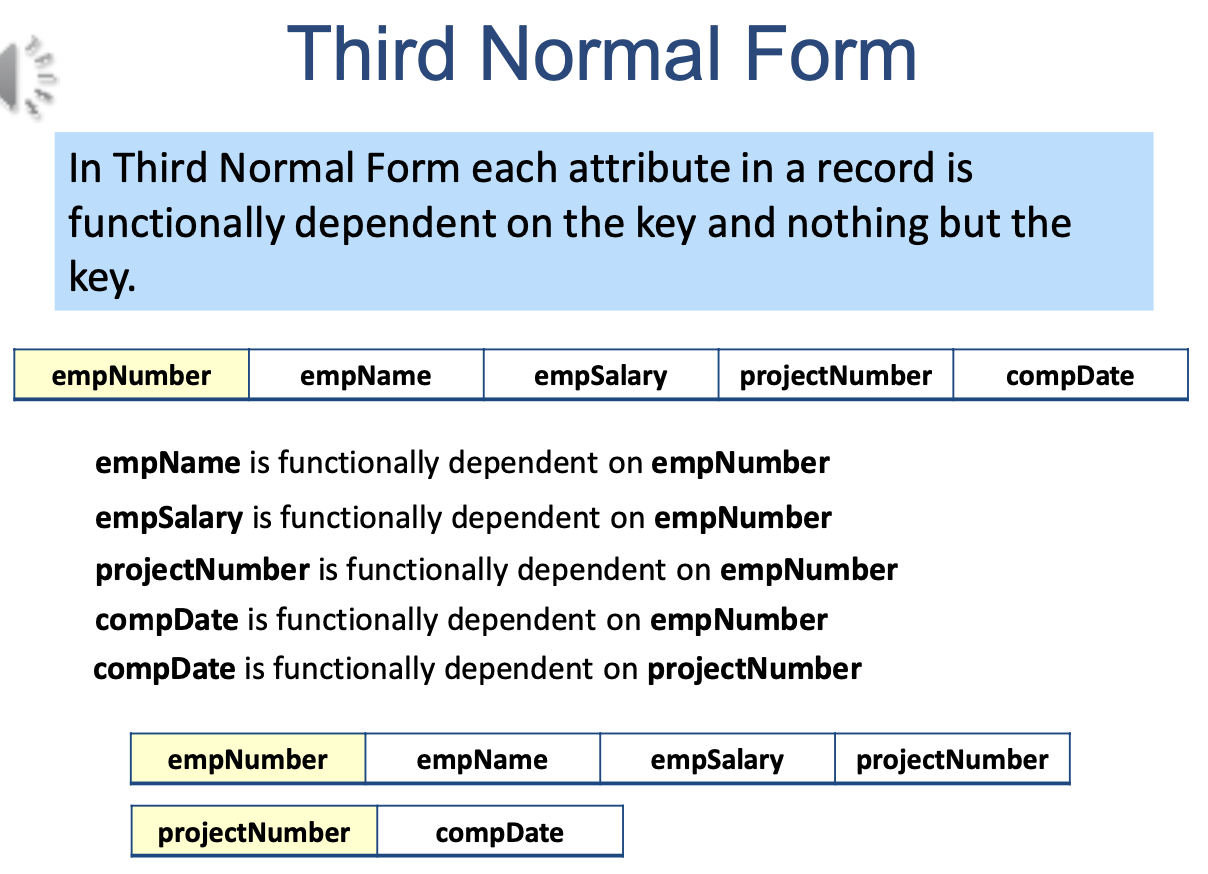 Third Normal Form
In Third Normal Form each attribute in a record is
functionally dependent on the key and nothing but the
key.
empNumber empName empSalary projectNumber compDate
empName is functionally dependent on empNumber
empSalary is functionally dependent on empNumber
projectNumber is functionally dependent on empNumber
compDate is functionally dependent on empNumber
compDate is functionally dependent on projectNumber
empNumber empName empSalary projectNumber
projectNumber compDate